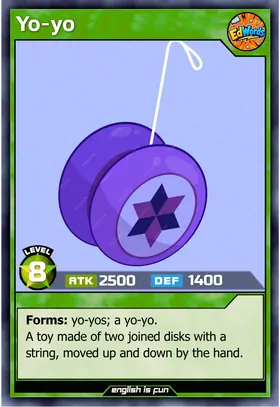 Yo-yo
EdWords
LEVEL
8
ATK 2500 DEF 1400
Forms: yo-yos; a yo-yo.
A toy made of two joined disks with a
string, moved up and down by the hand.
english is fun